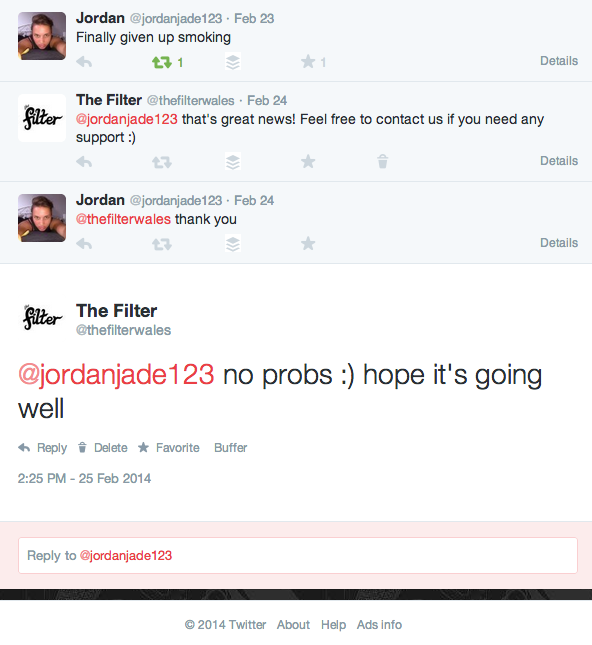 Jordan @jordanjade123 · Feb 23
Finally given up smoking
1
1
Details
the Filter
The Filter @thefilterwales · Feb 24
@jordanjade123 that's great news! Feel free to contact us if you need any
support :)
Details
Jordan @jordanjade123 · Feb 24
@thefilterwales thank you
Details
the Filter
The Filter
@thefilterwales
@jordanjade123 no probs :) hope it's going
well
Reply Delete Favorite Buffer
2:25 PM - 25 Feb 2014
Reply to @jordanjade123
© 2014 Twitter About Help Ads info